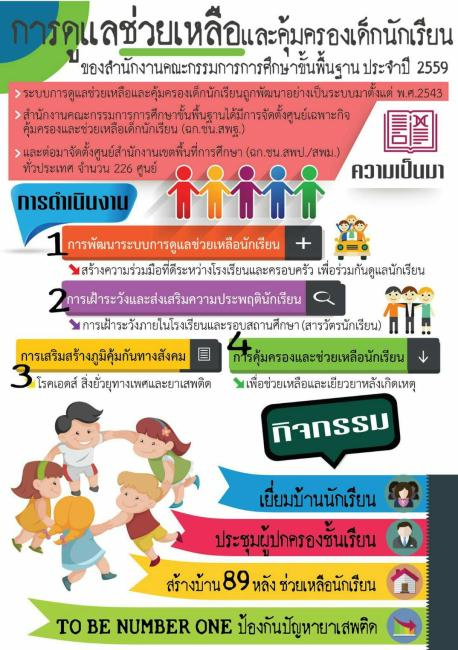 การดูแลช่วยเหลือและคุ้มครองเด็กนักเรียน
ของสำนักงานคณะกรรมการการศึกษาขั้นพื้นฐาน ประจำปี 2559
ระบบการดูแลช่วยเหลือและคุ้มครองเด็กนักเรียนถูกพัฒนาอย่างเป็นระบบมาตั้งแต่ พ.ศ.2543
สำนักงานคณะกรรมการการศึกษาขั้นพื้นฐานได้มีการจัดตั้งศูนย์เฉพาะกิจ
คุ้มครองและช่วยเหลือเด็กนักเรียน (ฉก.ชน.สพฐ.)
และต่อมาจัดตั้งศูนย์สำนักงานเขตพื้นที่การศึกษา (ฉก.ชน.สพป./สพม.)
ทั่วประเทศ จำนวน 226 ศูนย์
ความเป็นมา
การดำเนินงาน
1 การพัฒนาระบบการดูแลช่วยเหลือนักเรียน
สร้างความร่วมมือที่ดีระหว่างโรงเรียนและครอบครัว เพื่อร่วมกันดูแลนักเรียน
2 การเฝ้าระวังและส่งเสริมความประพฤตินักเรียน
การเฝ้าระวังภายในโรงเรียนและรอบสถานศึกษา (สารวัตรนักเรียน)
3 การเสริมสร้างภูมิคุ้มกันทางสังคม
โรคเอดส์ สิ่งยั่วยุทางเพศและยาเสพติด
4 การคุ้มครองและช่วยเหลือนักเรียน
เพื่อช่วยเหลือและเยียวยาหลังเกิดเหตุ
กิจกรรม
เยี่ยมบ้านนักเรียน
ประชุมผู้ปกครองชั้นเรียน
สร้างบ้าน 89 หลัง ช่วยเหลือนักเรียน
TO BE NUMBER ONE ป้องกันปัญหายาเสพติด